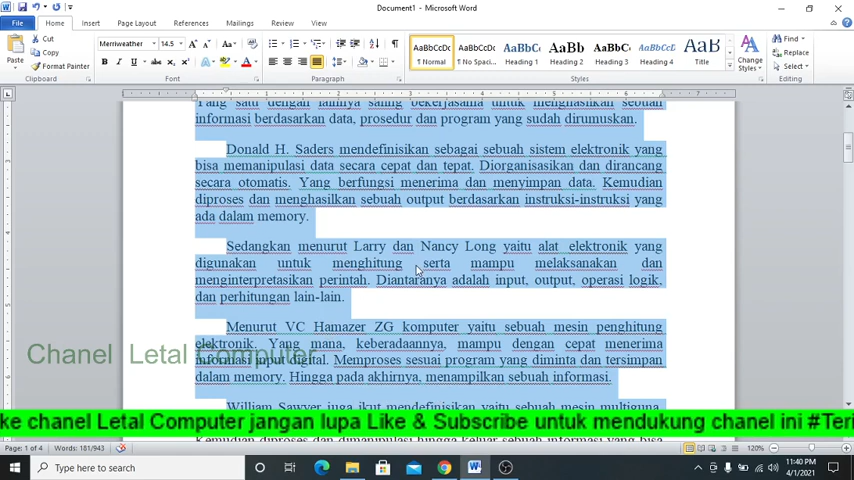 Document1 - Microsoft Word
File Home Insert Page Layout References Mailings Review View
Paste Cut Copy Format Painter
Merriweather 14.5
AaBbCcDc AaBbCcDc AaBbCc AaBbCc AaBbCc AaBbCc AaB
1 Normal 1 No Spaci... Heading 1 Heading 2 Heading 3 Heading 4 Title
Change Styles
Find Replace Select
Clipboard Font Paragraph Styles Editing
Yang satu dengan lainnya saling bekerjasama untuk menghasilkan sebuah
informasi berdasarkan data, prosedur dan program yang sudah dirumuskan.
Donald H. Saders mendefinisikan sebagai sebuah sistem elektronik yang
bisa memanipulasi data secara cepat dan tepat. Diorganisasikan dan dirancang
secara otomatis. Yang berfungsi menerima dan menyimpan data. Kemudian
diproses dan menghasilkan sebuah output berdasarkan instruksi-instruksi yang
ada dalam memory.
Sedangkan menurut Larry dan Nancy Long yaitu alat elektronik yang
digunakan untuk menghitung serta mampu melaksanakan dan
menginterpretasikan perintah. Diantaranya adalah input, output, operasi logik,
dan perhitungan lain-lain.
Menurut VC Hamazer ZG komputer yaitu sebuah mesin penghitung
elektronik. Yang mana, keberadaannya, mampu dengan cepat menerima
informasi input digital. Memproses sesuai program yang diminta dan tersimpan
dalam memory. Hingga pada akhirnya, menampilkan sebuah informasi.
William Sawyer juga ikut mendefinisikan yaitu sebuah mesin multiguna.
Chanel Letal Computer
ke chanel Letal Computer jangan lupa Like & Subscribe untuk mendukung chanel ini #Teri
Kemudian diproses dan dimanipulasi hingga keluar sebuah informasi yang bisa
Page: 1 of 4 Words: 181/943 120%
Type here to search
11:40 PM
4/1/2021